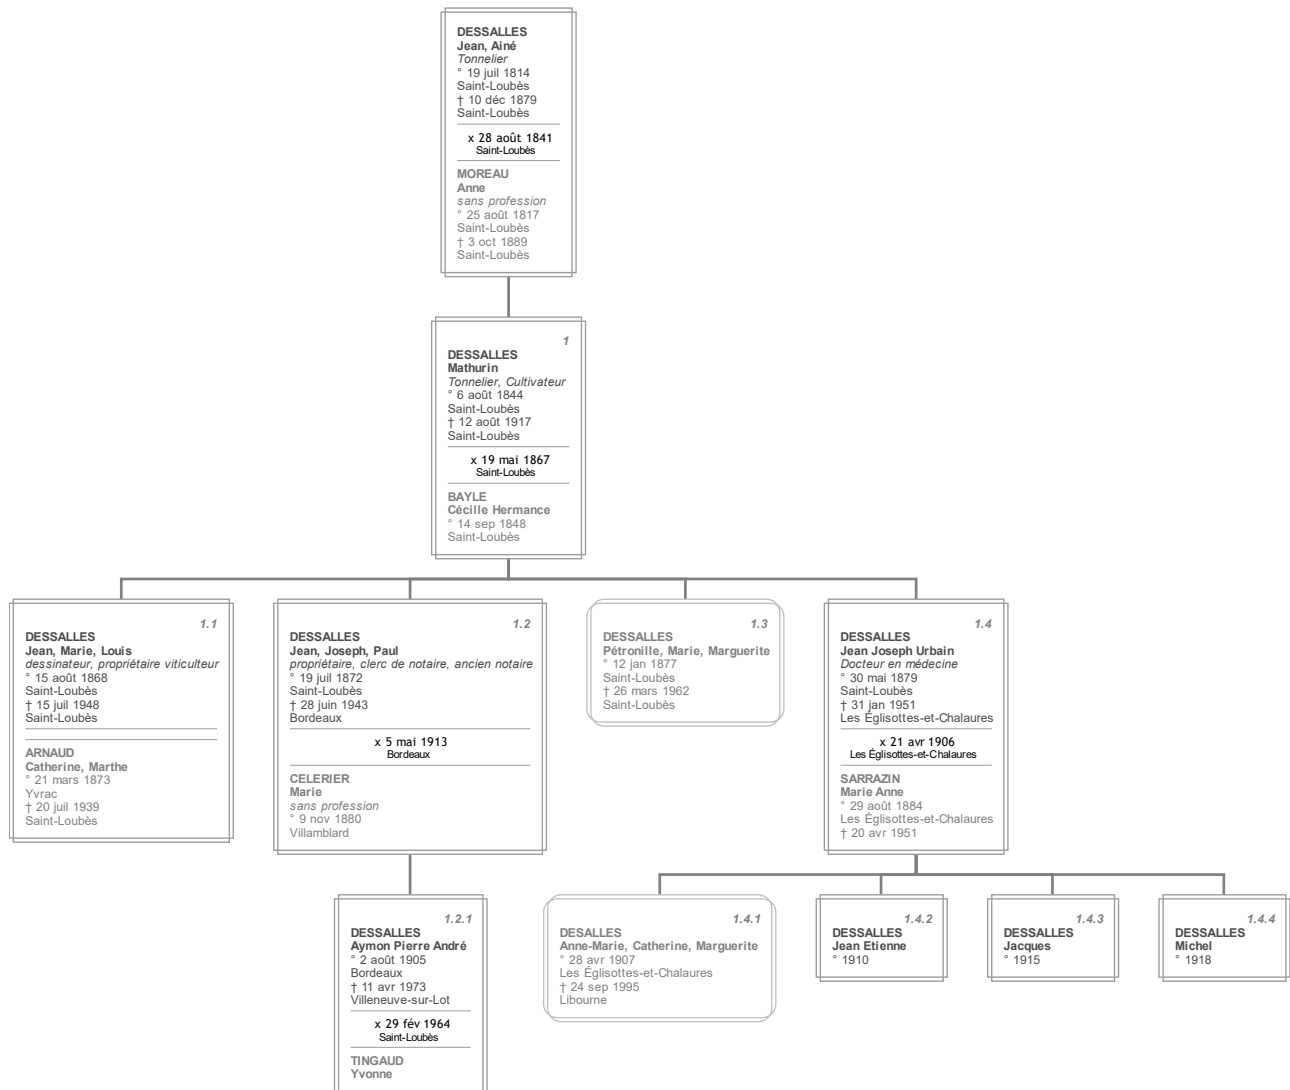 DESSALLES
Jean, Ainé
Tonnelier
° 19 juil 1814
Saint-Loubès
† 10 déc 1879
Saint-Loubès
x 28 août 1841
Saint-Loubès
MOREAU
Anne
sans profession
° 25 août 1817
Saint-Loubès
† 3 oct 1889
Saint-Loubès
1
DESSALLES
Mathurin
Tonnelier, Cultivateur
° 6 août 1844
Saint-Loubès
† 12 août 1917
Saint-Loubès
x 19 mai 1867
Saint-Loubès
BAYLE
Cécille Hermance
° 14 sep 1848
Saint-Loubès
1.1
DESSALLES
Jean, Marie, Louis
dessinateur, propriétaire viticulteur
° 15 août 1868
Saint-Loubès
† 15 juil 1948
Saint-Loubès
ARNAUD
Catherine, Marthe
° 21 mars 1873
Yvrac
† 20 juil 1939
Saint-Loubès
1.2
DESSALLES
Jean, Joseph, Paul
propriétaire, clerc de notaire, ancien notaire
° 19 juil 1872
Saint-Loubès
† 28 juin 1943
Bordeaux
x 5 mai 1913
Bordeaux
CELERIER
Marie
sans profession
° 9 nov 1880
Villamblard
1.3
DESSALLES
Pétronille, Marie, Marguerite
° 12 jan 1877
Saint-Loubès
† 26 mars 1962
Saint-Loubès
1.4
DESSALLES
Jean Joseph Urbain
Docteur en médecine
° 30 mai 1879
Saint-Loubès
† 31 jan 1951
Les Églisottes-et-Chalaures
x 21 avr 1906
Les Églisottes-et-Chalaures
SARRAZIN
Marie Anne
° 29 août 1884
Les Églisottes-et-Chalaures
† 20 avr 1951
1.2.1
DESSALLES
Aymon Pierre André
° 2 août 1905
Bordeaux
† 11 avr 1973
Villeneuve-sur-Lot
x 29 fév 1964
Saint-Loubès
TINGAUD
Yvonne
1.4.1
DESALLES
Anne-Marie, Catherine, Marguerite
° 28 avr 1907
Les Églisottes-et-Chalaures
† 24 sep 1995
Libourne
1.4.2
DESSALLES
Jean Etienne
° 1910
1.4.3
DESSALLES
Jacques
° 1915
1.4.4
DESSALLES
Michel
° 1918